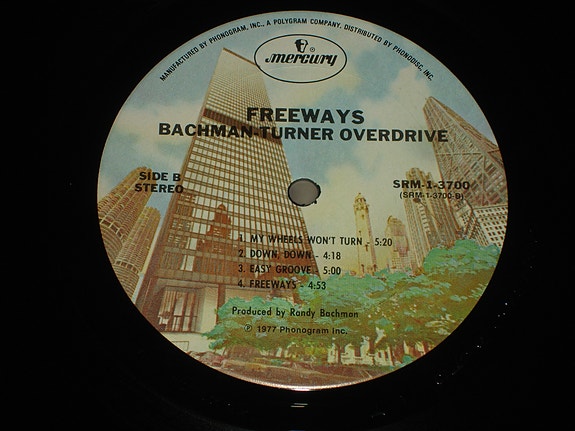 MANUFACTURED BY PHONOGRAM, INC., A POLYGRAM COMPANY, DISTRIBUTED BY PHONODISC, INC.
® mercury
FREEWAYS
BACHMAN-TURNER OVERDRIVE
SIDE B
STEREO
SRM-1-3700
(SRM-1-3700-B)
1. MY WHEELS WON'T TURN - 5:20
2. DOWN, DOWN - 4:18
3. EASY GROOVE - 5:00
4. FREEWAYS - 4:53
Produced by Randy Bachman
℗ 1977 Phonogram Inc.